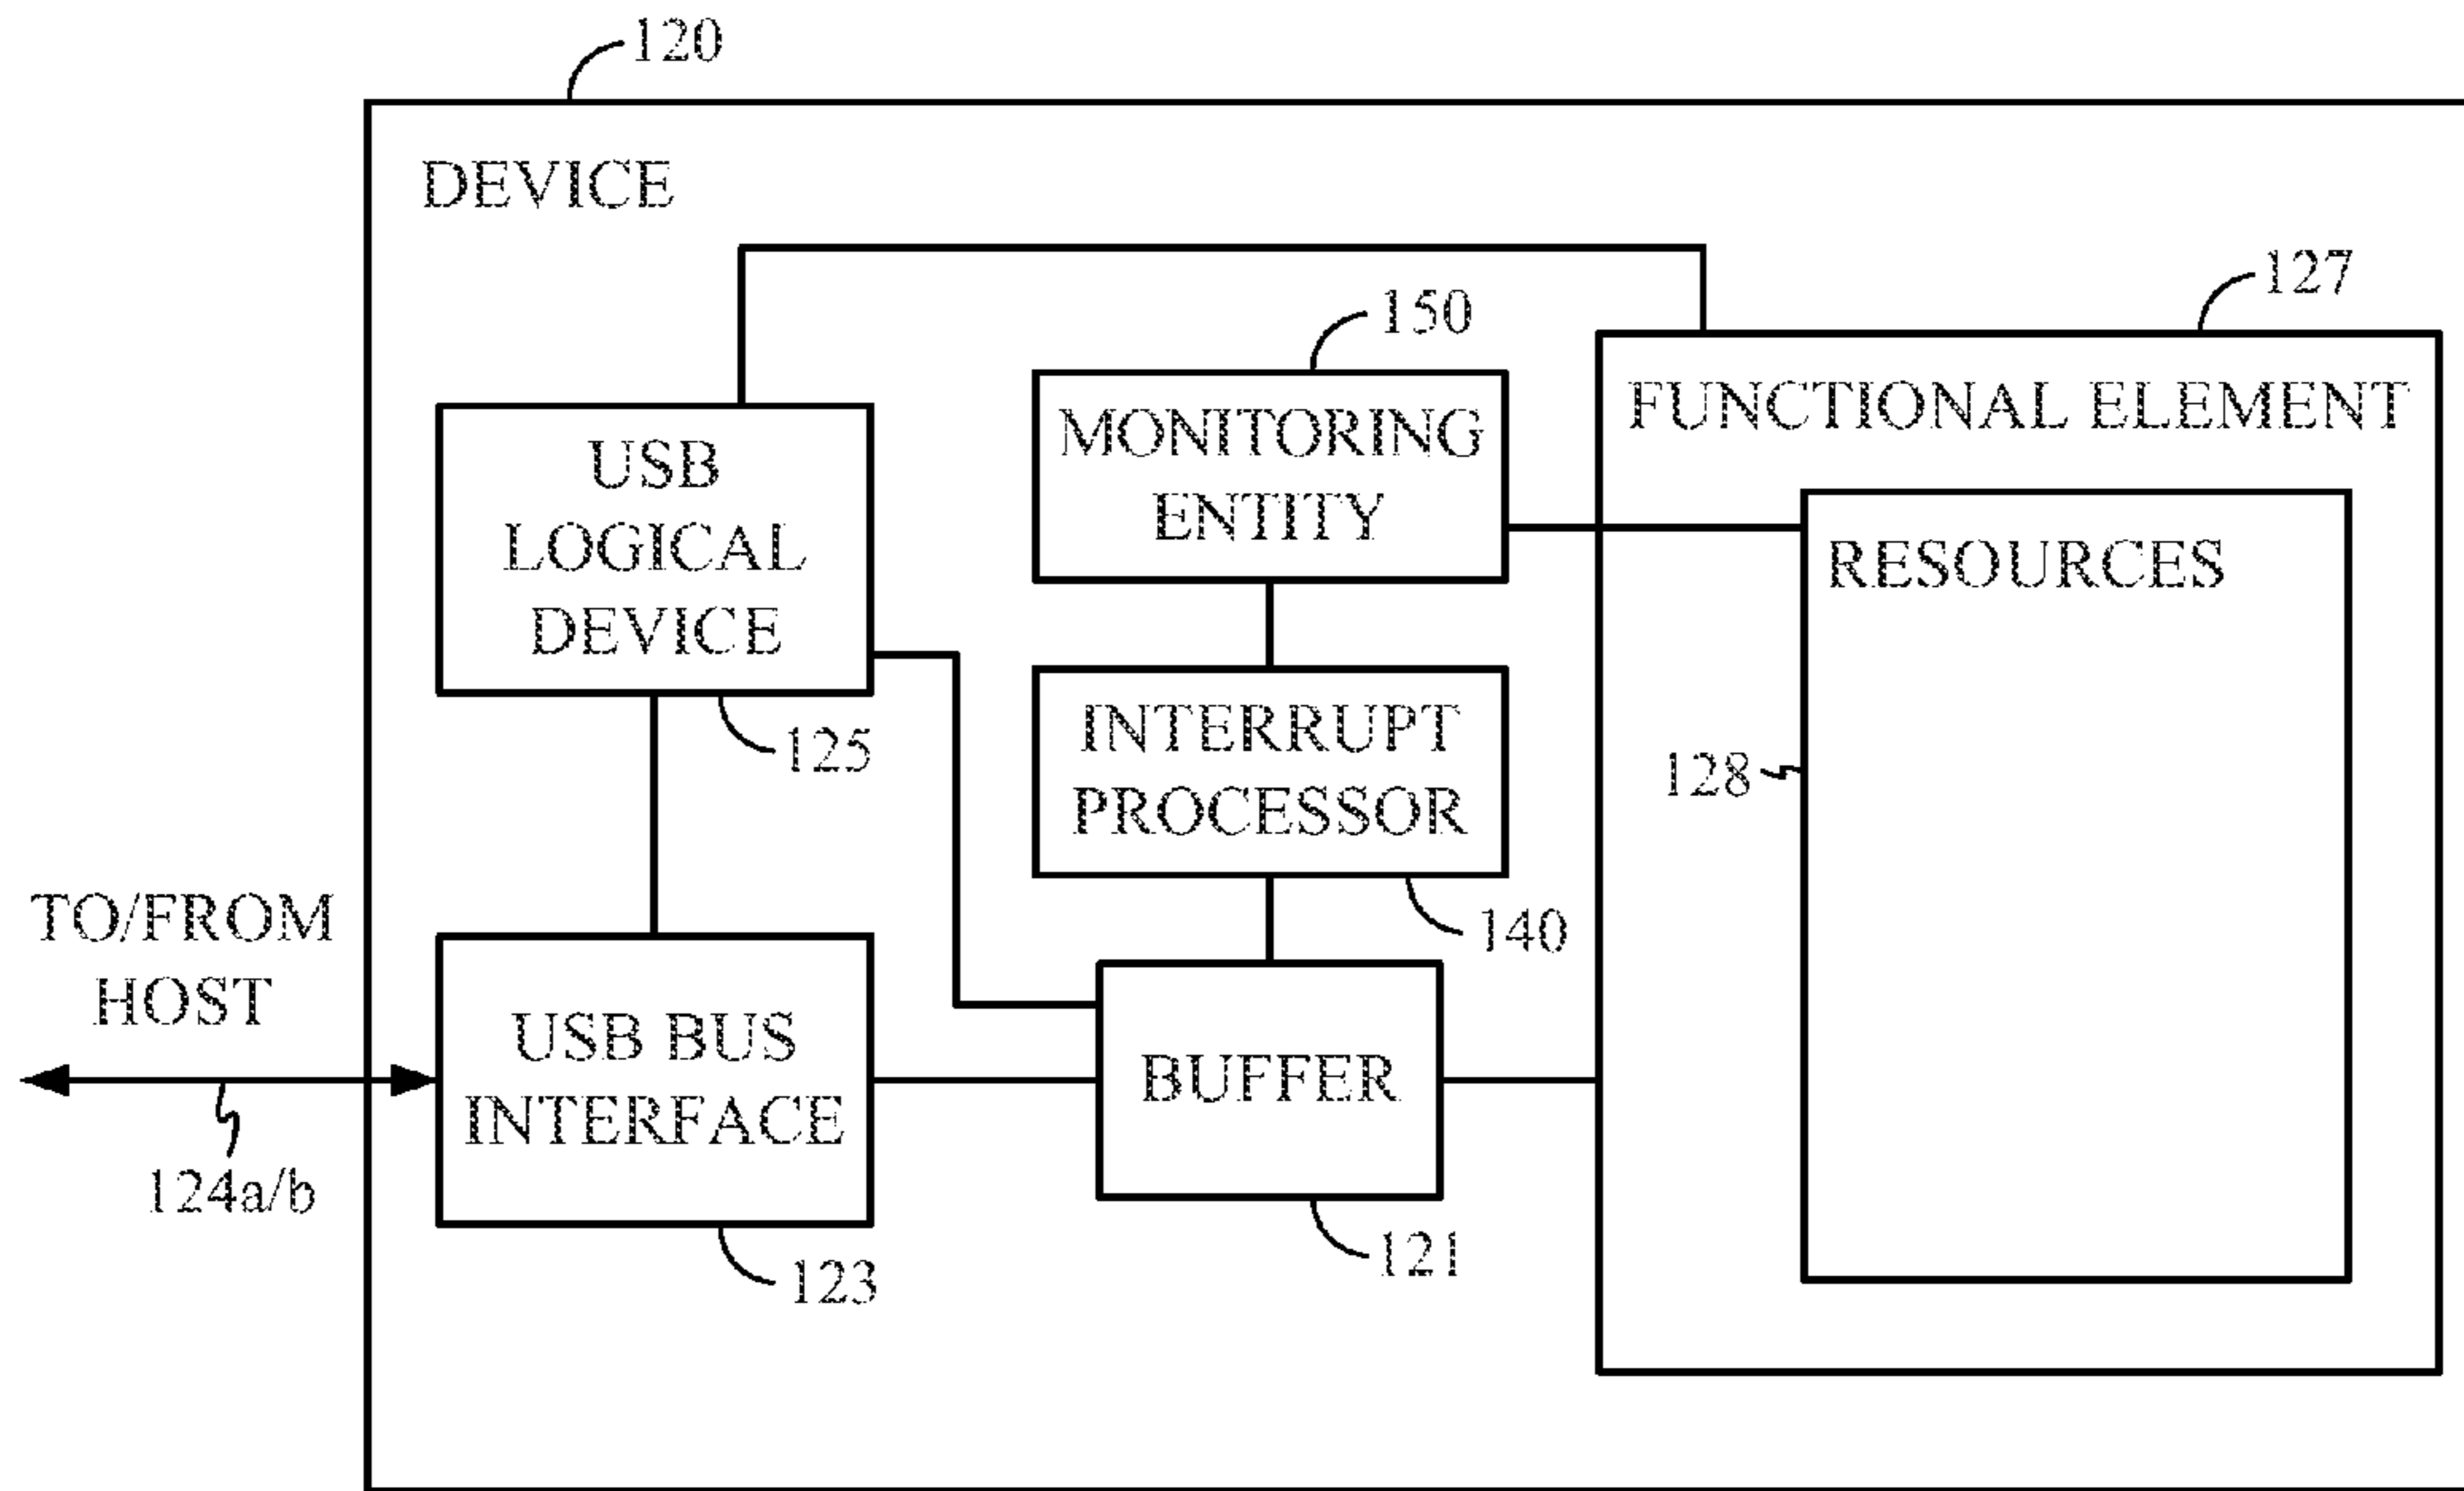 120
DEVICE
127
150
FUNCTIONAL ELEMENT
MONITORING
ENTITY
USB
LOGICAL
DEVICE
RESOURCES
125
INTERRUPT
PROCESSOR
128
140
TO/FROM
HOST
USB BUS
INTERFACE
BUFFER
124a/b
123
121